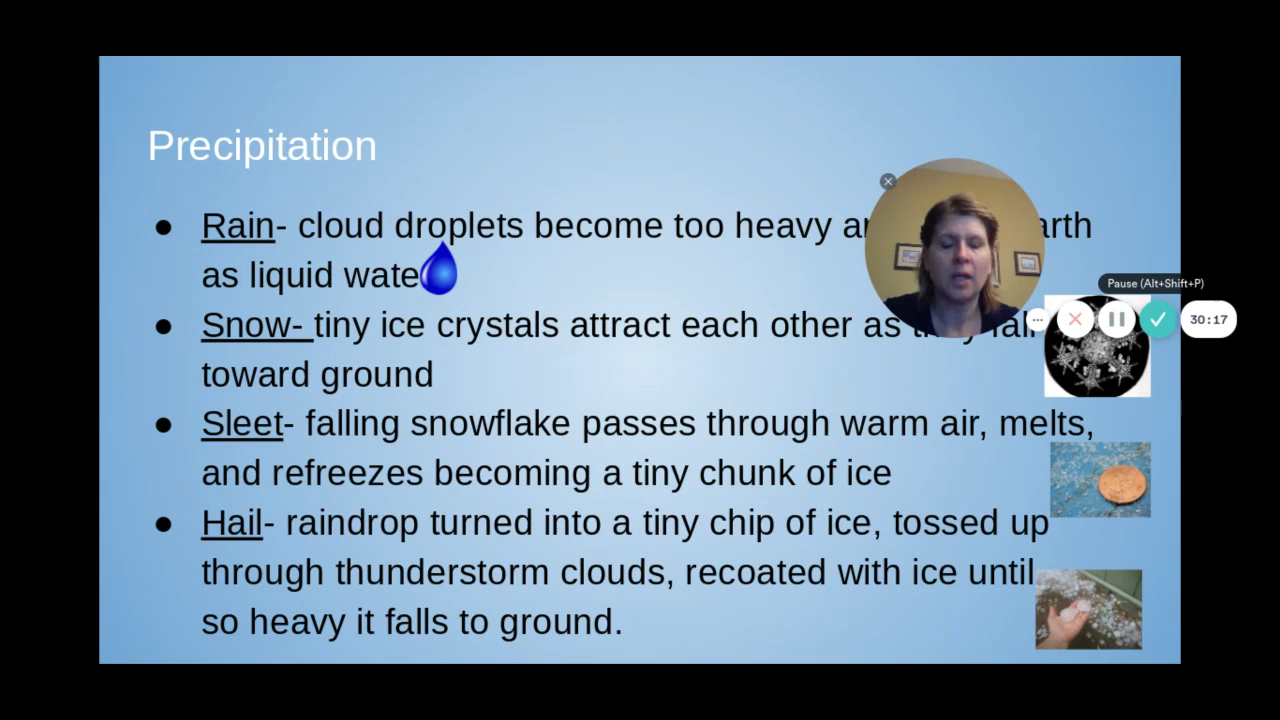 Precipitation
● Rain- cloud droplets become too heavy
as liquid wate
● Snow- tiny ice crystals attract each other as
toward ground
● Sleet- falling snowflake passes through warm air, melts,
and refreezes becoming a tiny chunk of ice
● Hail- raindrop turned into a tiny chip of ice, tossed up
through thunderstorm clouds, recoated with ice until
so heavy it falls to ground.
Pause (Alt+Shift+P)
30:17